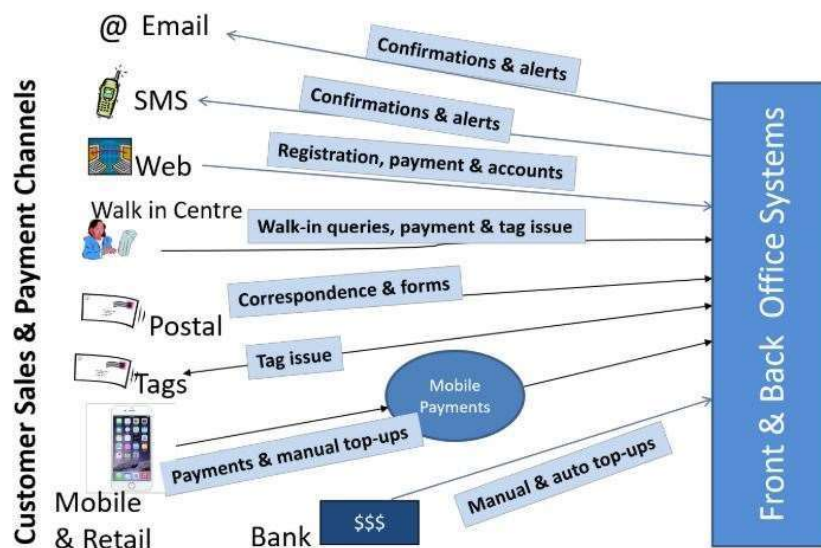 Customer Sales & Payment Channels
@ Email
Confirmations & alerts
SMS
Confirmations & alerts
Web
Registration, payment & accounts
Walk in Centre
Walk-in queries, payment & tag issue
Postal
Correspondence & forms
Tags
Tag issue
Mobile
Payments
Payments & manual top-ups
Mobile
& Retail
Bank
$$$
Manual & auto top-ups
Front & Back Office Systems